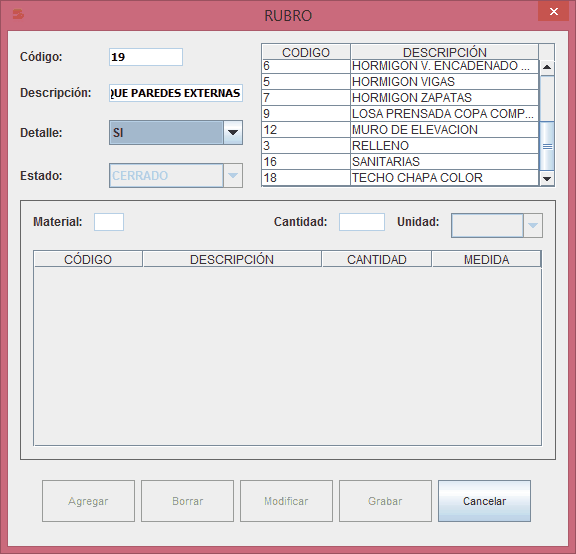 RUBRO
Código: 19
Descripción: QUE PAREDES EXTERNAS
Detalle: SI
Estado: CERRADO
CODIGO DESCRIPCIÓN
6 HORMIGON V. ENCADENADO ...
5 HORMIGON VIGAS
7 HORMIGON ZAPATAS
9 LOSA PRENSADA COPA COMP...
12 MURO DE ELEVACION
3 RELLENO
16 SANITARIAS
18 TECHO CHAPA COLOR
Material: Cantidad: Unidad:
CÓDIGO DESCRIPCIÓN CANTIDAD MEDIDA
Agregar Borrar Modificar Grabar Cancelar